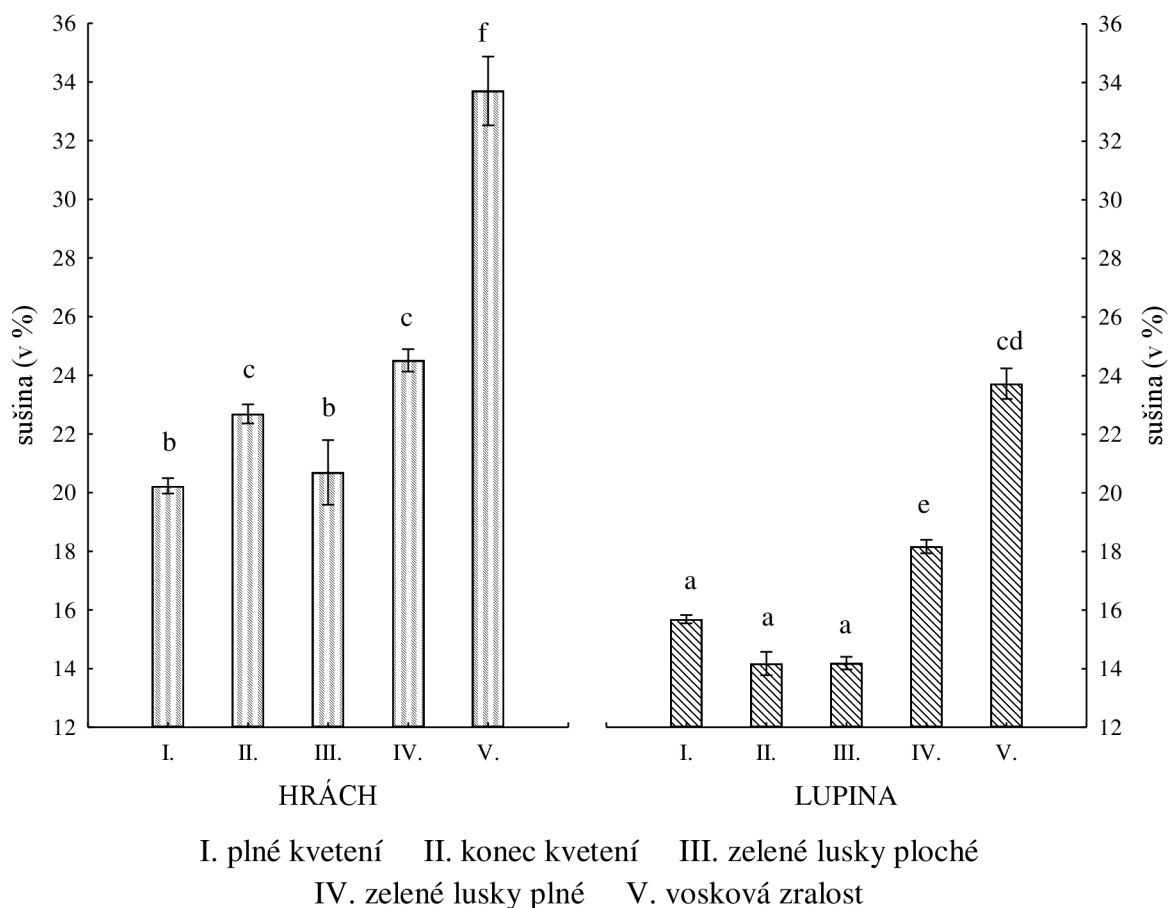 36
34
32
30
28
26
24
22
20
18
16
14
12
sušina (v %)
b
c
b
c
f
I.
II.
III.
IV.
V.
HRÁCH
a
a
a
e
cd
I.
II.
III.
IV.
V.
LUPINA
36
34
32
30
28
26
24
22
20
18
16
14
12
sušina (v %)
I. plné kvetení II. konec kvetení III. zelené lusky ploché
IV. zelené lusky plné V. vosková zralost